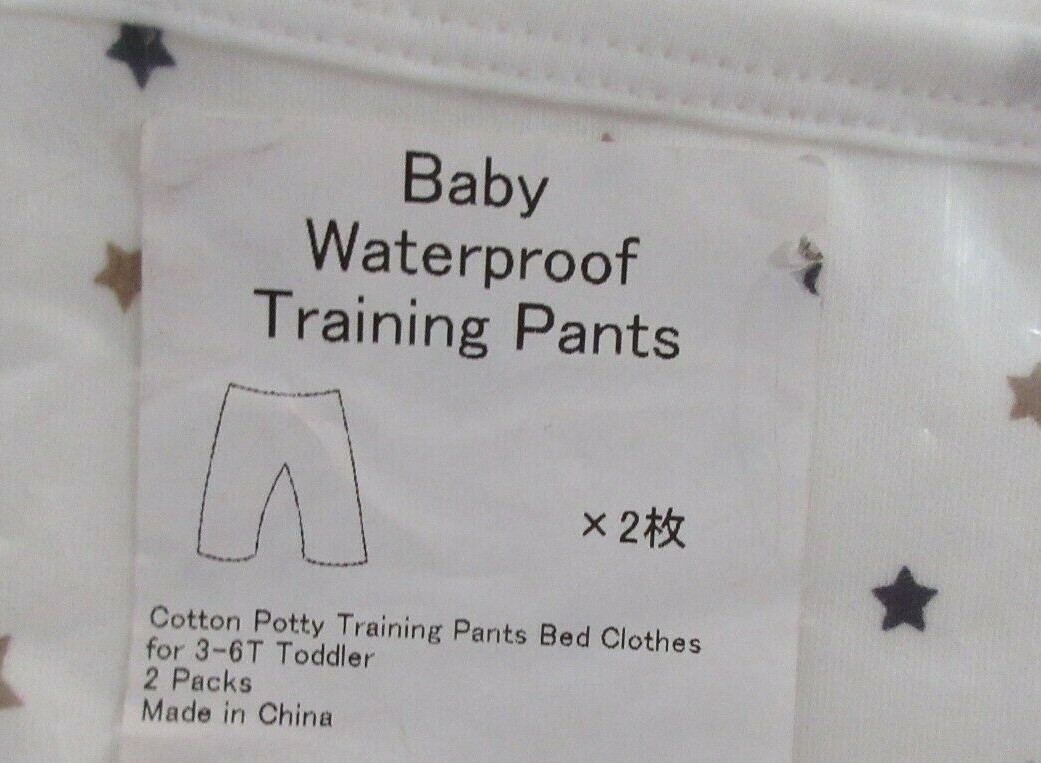 Baby
Waterproof
Training Pants
×2枚
Cotton Potty Training Pants Bed Clothes
for 3-6T Toddler
2 Packs
Made in China